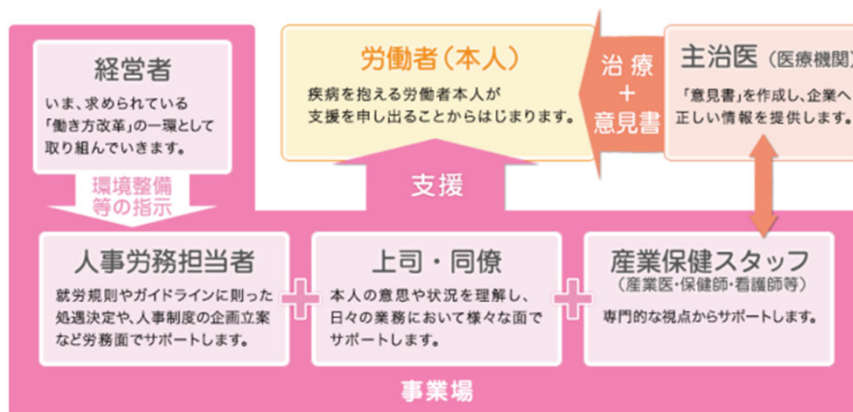 経営者
いま、求められている
「働き方改革」の一環として
取り組んでいきます。
労働者（本人）
疾病を抱える労働者本人が
支援を申し出ることからはじまります。
治療
＋
意見書
主治医（医療機関）
「意見書」を作成し、企業へ
正しい情報を提供します。
環境整備
等の指示
支援
人事労務担当者
就労規則やガイドラインに則った
処遇決定や、人事制度の企画立案
など労務面でサポートします。
＋
上司・同僚
本人の意思や状況を理解し、
日々の業務において様々な面で
サポートします。
＋
産業保健スタッフ
（産業医・保健師・看護師等）
専門的な視点からサポートします。
事業場